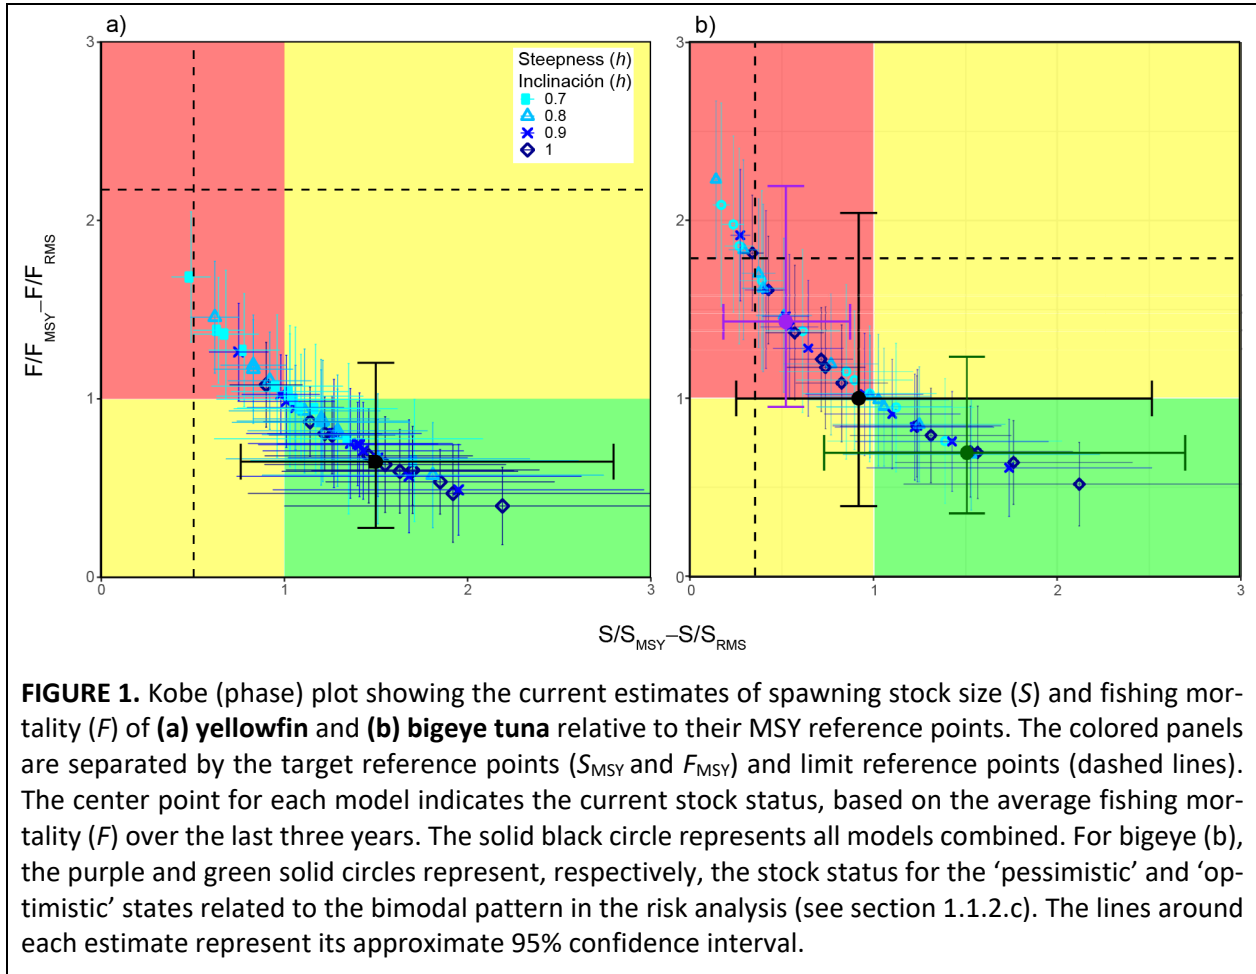 a)
b)
3
2
1
0
0
1
2
3
Steepness (h)
Inclinación (h)
0.7
0.8
0.9
1
3
2
1
0
0
1
2
3
F/FMSY–F/FRMS
S/SMSY–S/SRMS
FIGURE 1. Kobe (phase) plot showing the current estimates of spawning stock size (S) and fishing mor-
tality (F) of (a) yellowfin and (b) bigeye tuna relative to their MSY reference points. The colored panels
are separated by the target reference points (SMSY and FMSY) and limit reference points (dashed lines).
The center point for each model indicates the current stock status, based on the average fishing mor-
tality (F) over the last three years. The solid black circle represents all models combined. For bigeye (b),
the purple and green solid circles represent, respectively, the stock status for the ‘pessimistic’ and ‘op-
timistic’ states related to the bimodal pattern in the risk analysis (see section 1.1.2.c). The lines around
each estimate represent its approximate 95% confidence interval.